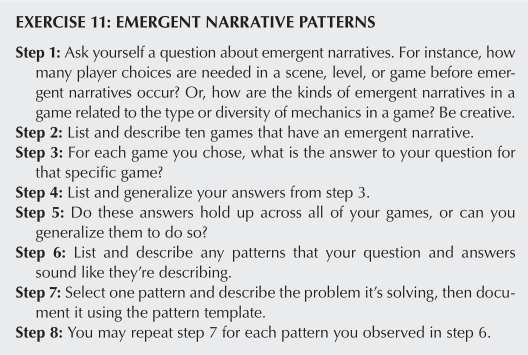 EXERCISE 11: EMERGENT NARRATIVE PATTERNS
Step 1: Ask yourself a question about emergent narratives. For instance, how
many player choices are needed in a scene, level, or game before emer-
gent narratives occur? Or, how are the kinds of emergent narratives in a
game related to the type or diversity of mechanics in a game? Be creative.
Step 2: List and describe ten games that have an emergent narrative.
Step 3: For each game you chose, what is the answer to your question for
that specific game?
Step 4: List and generalize your answers from step 3.
Step 5: Do these answers hold up across all of your games, or can you
generalize them to do so?
Step 6: List and describe any patterns that your question and answers
sound like they're describing.
Step 7: Select one pattern and describe the problem it's solving, then docu-
ment it using the pattern template.
Step 8: You may repeat step 7 for each pattern you observed in step 6.